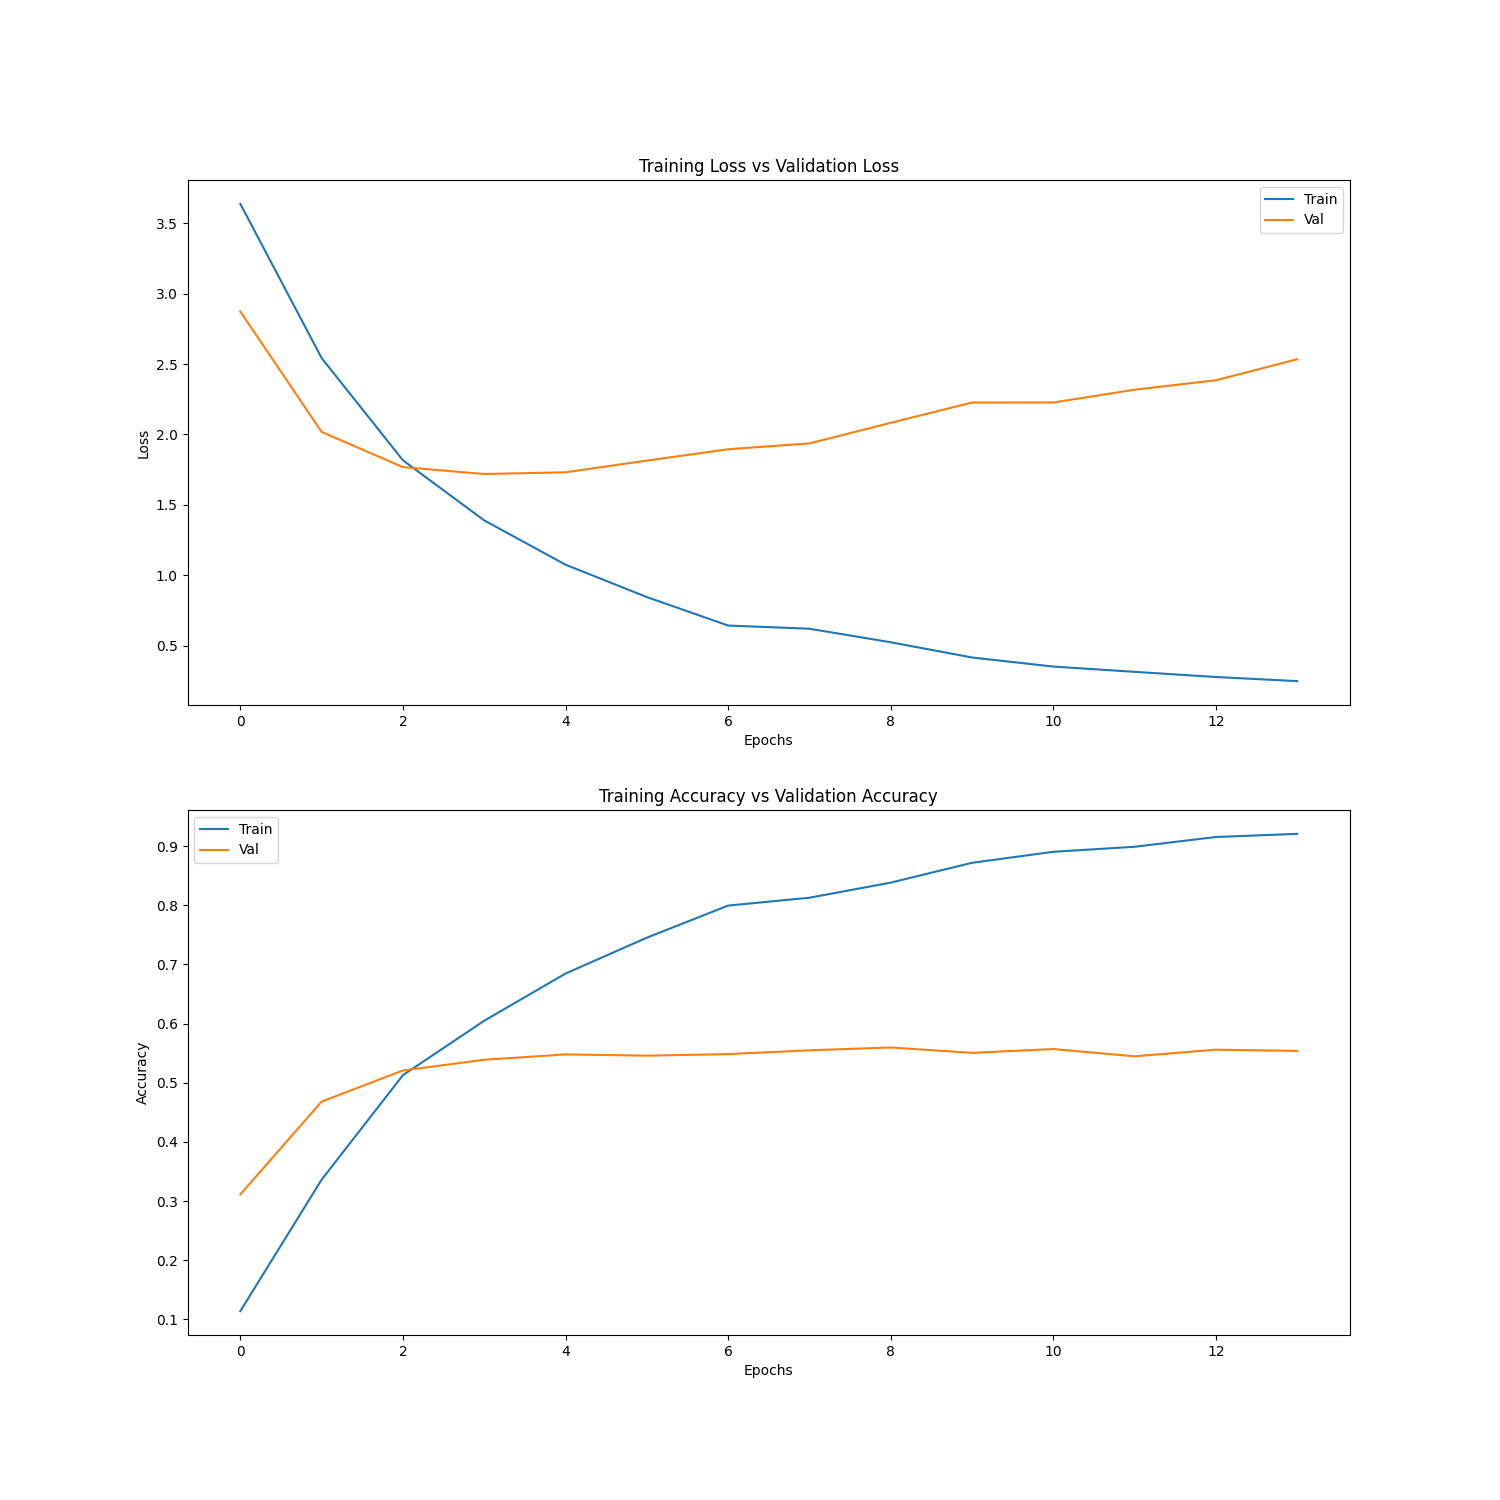 Training Loss vs Validation Loss
Train
Val
3.5
3.0
2.5
2.0
1.5
1.0
0.5
Loss
0 2 4 6 8 10 12
Epochs
Training Accuracy vs Validation Accuracy
Train
Val
0.9
0.8
0.7
0.6
0.5
0.4
0.3
0.2
0.1
Accuracy
0 2 4 6 8 10 12
Epochs